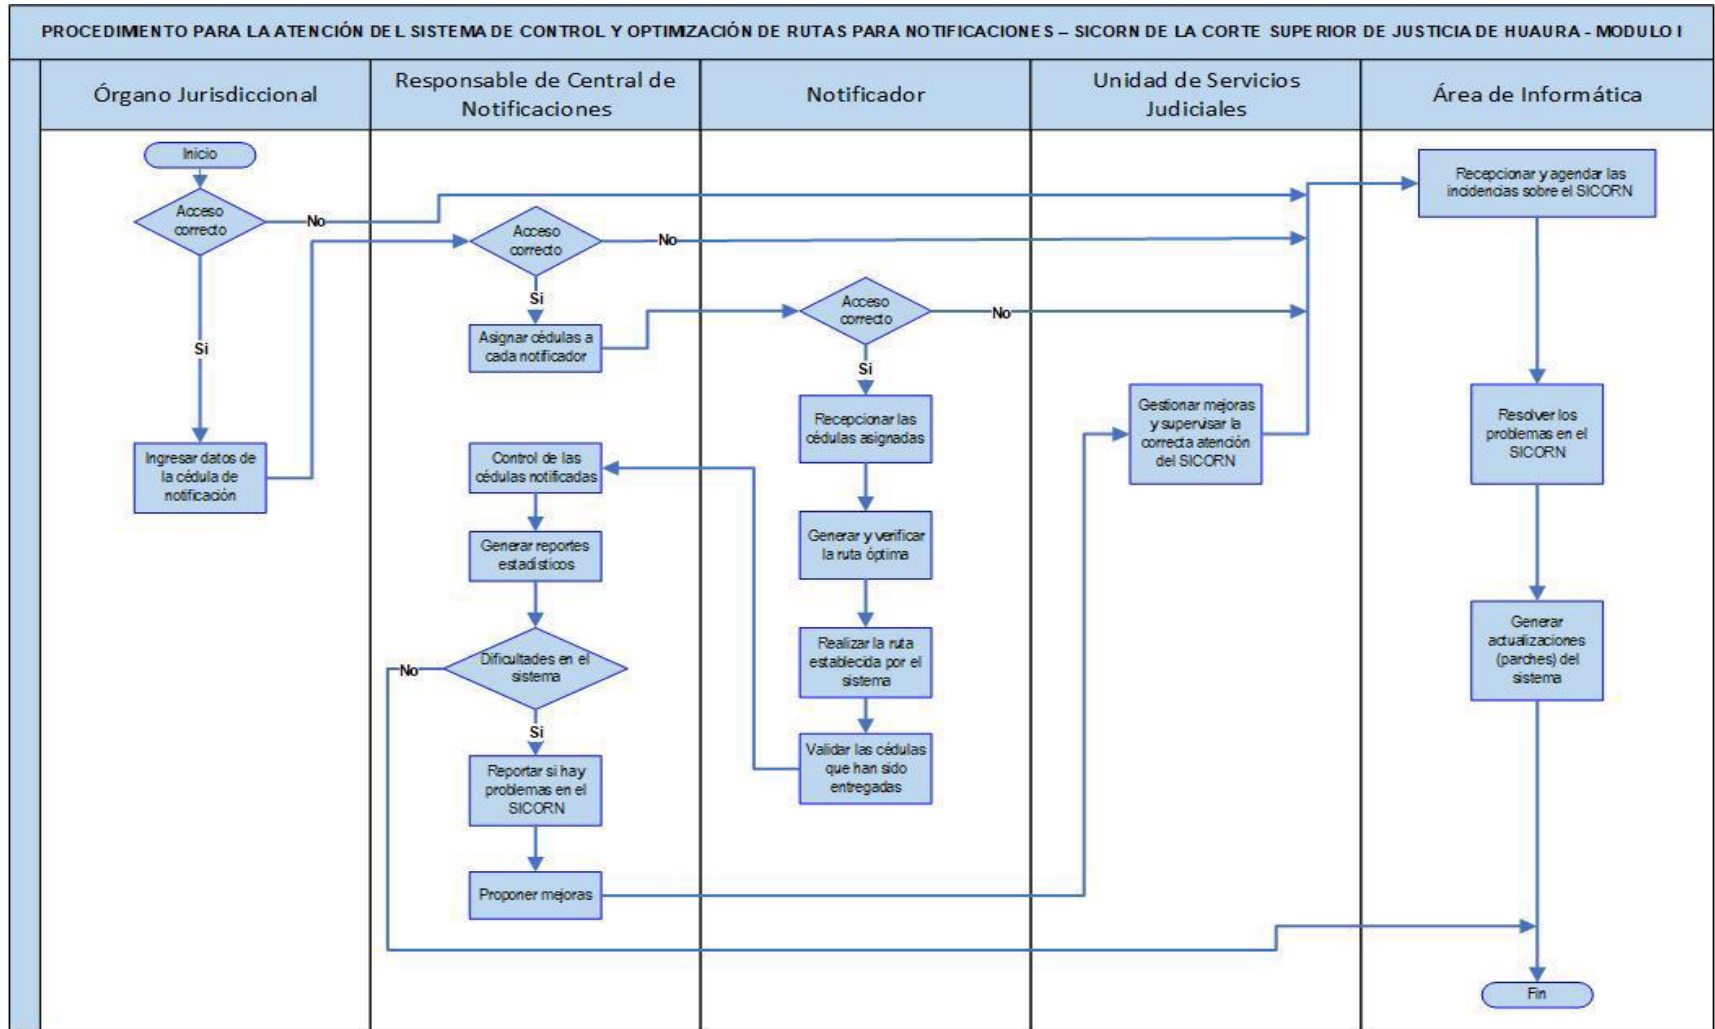 PROCEDIMIENTO PARA LA ATENCIÓN DEL SISTEMA DE CONTROL Y OPTIMIZACIÓN DE RUTAS PARA NOTIFICACIONES – SICORN DE LA CORTE SUPERIOR DE JUSTICIA DE HUAURA - MODULO I
Órgano Jurisdiccional
Responsable de Central de
Notificaciones
Notificador
Unidad de Servicios
Judiciales
Área de Informática
Inicio
Acceso
correcto
No
Si
Ingresar datos de
la cédula de
notificación
Acceso
correcto
No
Si
Asignar cédulas a
cada notificador
Control de las
cédulas notificadas
Generar reportes
estadísticos
Dificultades en el
sistema
No
Si
Reportar si hay
problemas en el
SICORN
Proponer mejoras
Acceso
correcto
No
Si
Recepcionar las
cédulas asignadas
Generar y verificar
la ruta óptima
Realizar la ruta
establecida por el
sistema
Validar las cédulas
que han sido
entregadas
Gestionar mejoras
y supervisar la
correcta atención
del SICORN
Recepcionar y agendar las
incidencias sobre el SICORN
Resolver los
problemas en el
SICORN
Generar
actualizaciones
(parches) del
sistema
Fin